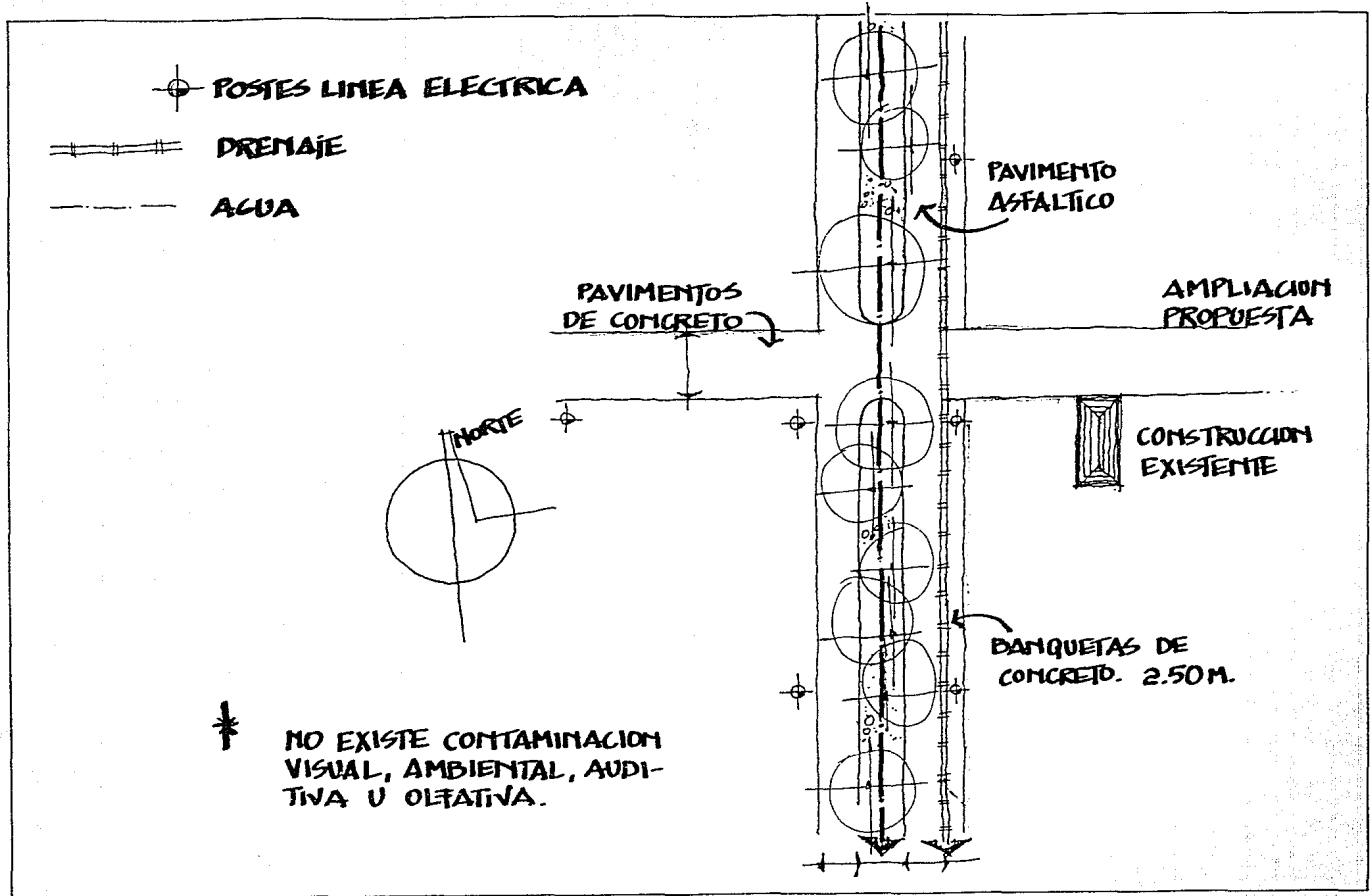 POSTES LINEA ELECTRICA
DRENAJE
AGUA
PAVIMENTO
ASFALTICO
PAVIMENTOS
DE CONCRETO
AMPLIACION
PROPUESTA
NORTE
CONSTRUCCION
EXISTENTE
BANQUETAS DE
CONCRETO. 2.50 M.
NO EXISTE CONTAMINACION
VISUAL, AMBIENTAL, AUDI-
TIVA U OLFATIVA.